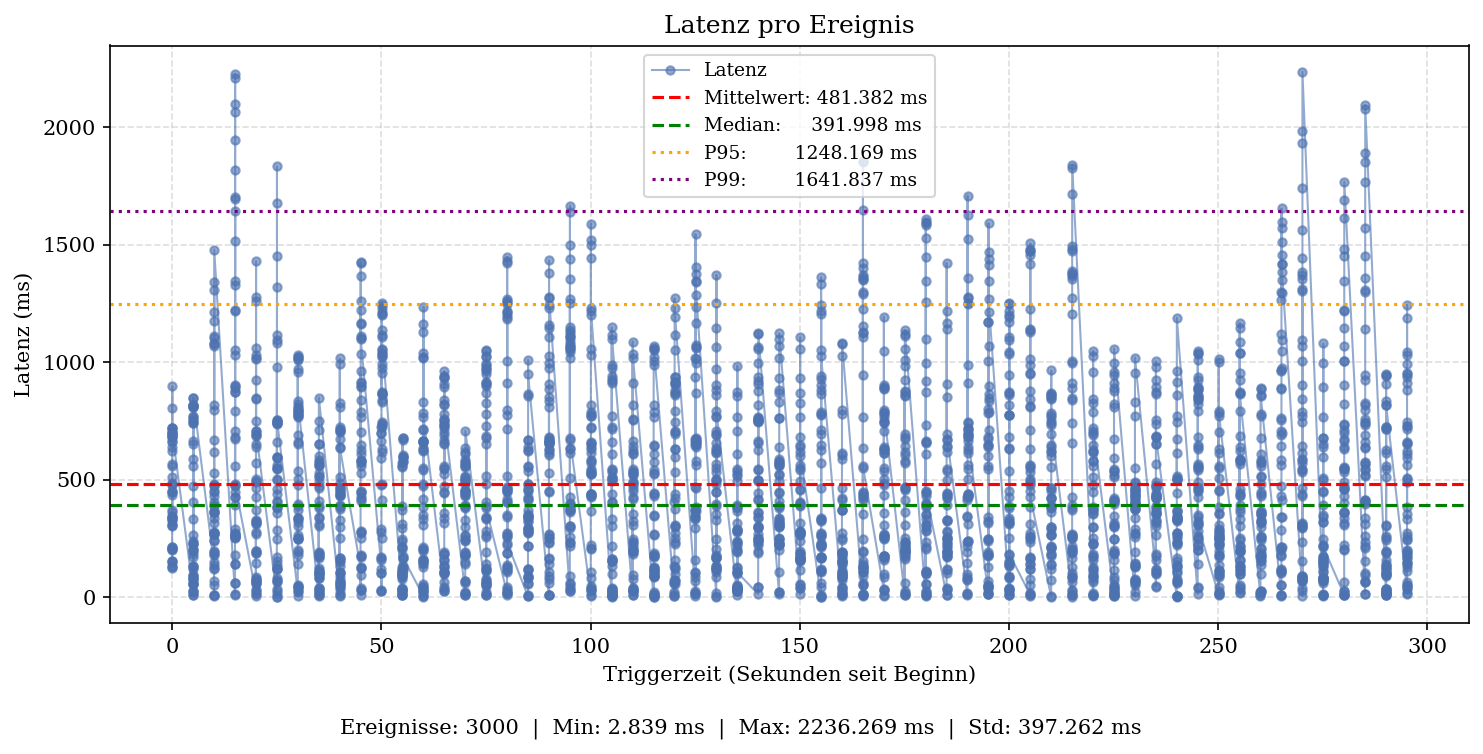 Latenz pro Ereignis
Latenz
Mittelwert: 481.382 ms
Median: 391.998 ms
P95: 1248.169 ms
P99: 1641.837 ms
Latenz (ms)
2000
1500
1000
500
0
0 50 100 150 200 250 300
Triggerzeit (Sekunden seit Beginn)
Ereignisse: 3000 | Min: 2.839 ms | Max: 2236.269 ms | Std: 397.262 ms